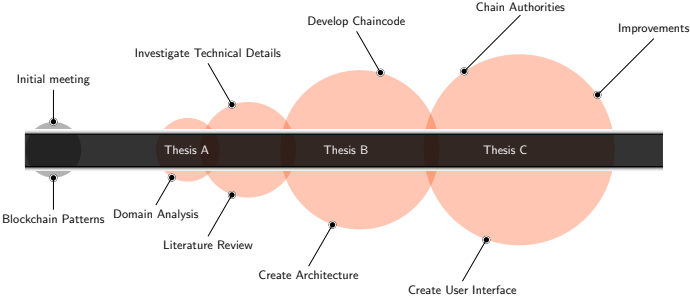 Chain Authorities
Develop Chaincode
Improvements
Investigate Technical Details
Initial meeting
Thesis A
Thesis B
Thesis C
Blockchain Patterns
Domain Analysis
Literature Review
Create Architecture
Create User Interface